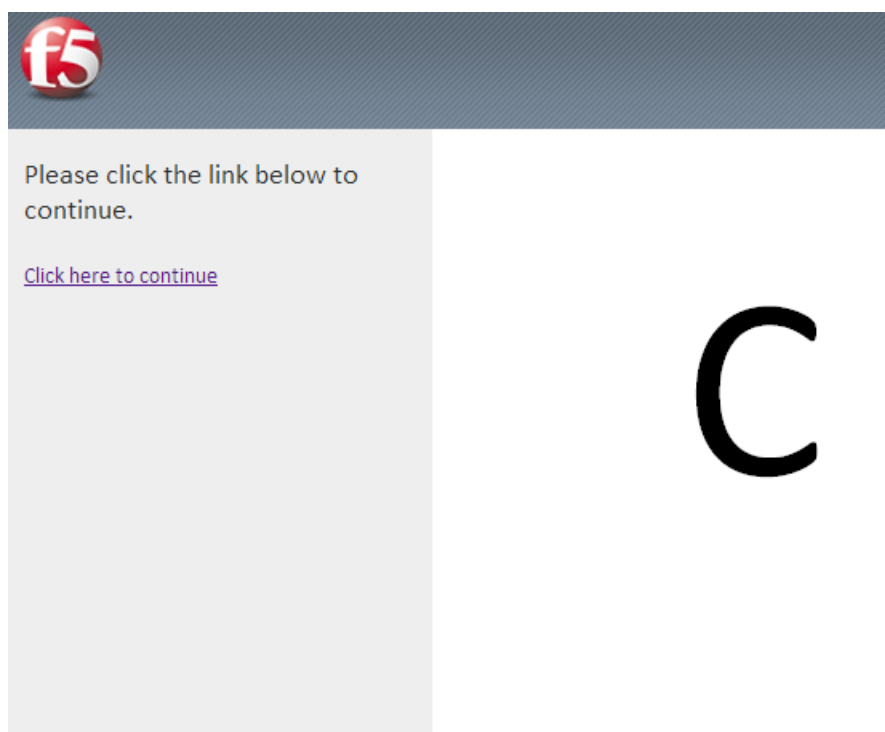 f5
Please click the link below to
continue.
Click here to continue
C